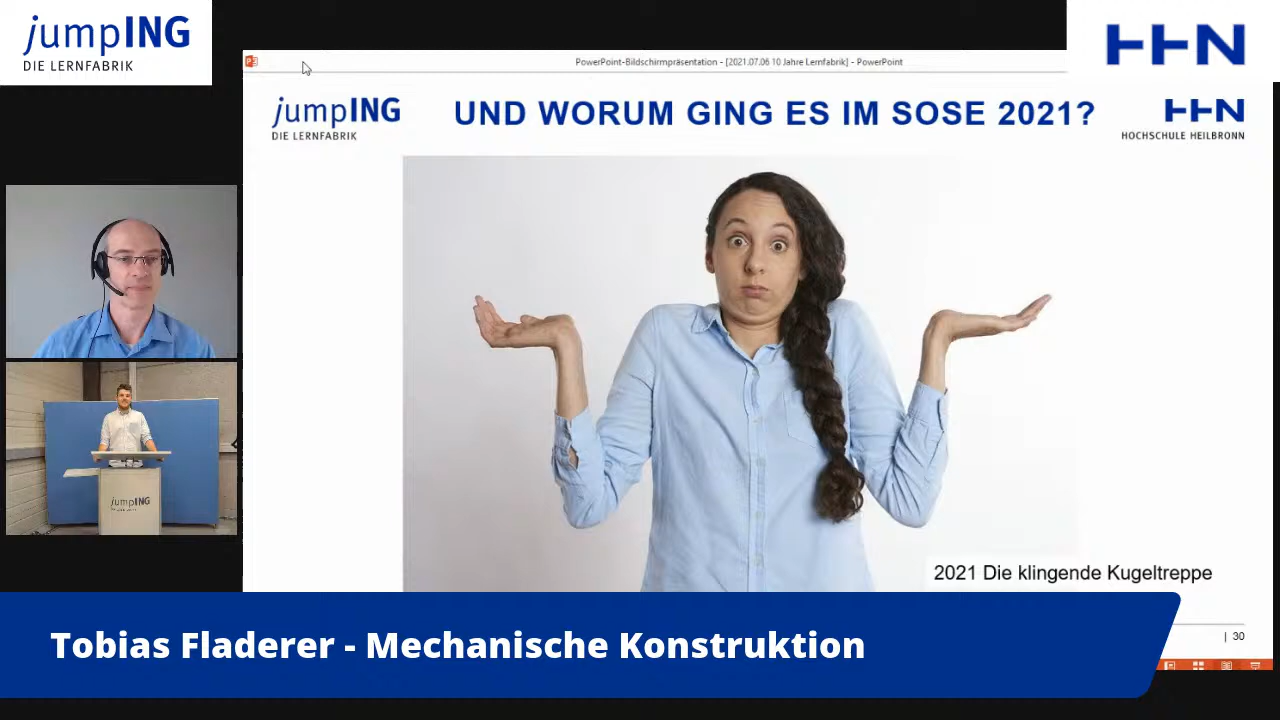 jumpING
DIE LERNFABRIK
HHN
PowerPoint-Bildschirmpräsentation - [2021.07.06 10 Jahre Lernfabrik] - PowerPoint
jumpING
DIE LERNFABRIK
UND WORUM GING ES IM SOSE 2021?
HHN
HOCHSCHULE HEILBRONN
jumpING
2021 Die klingende Kugeltreppe
| 30
Tobias Fladerer - Mechanische Konstruktion